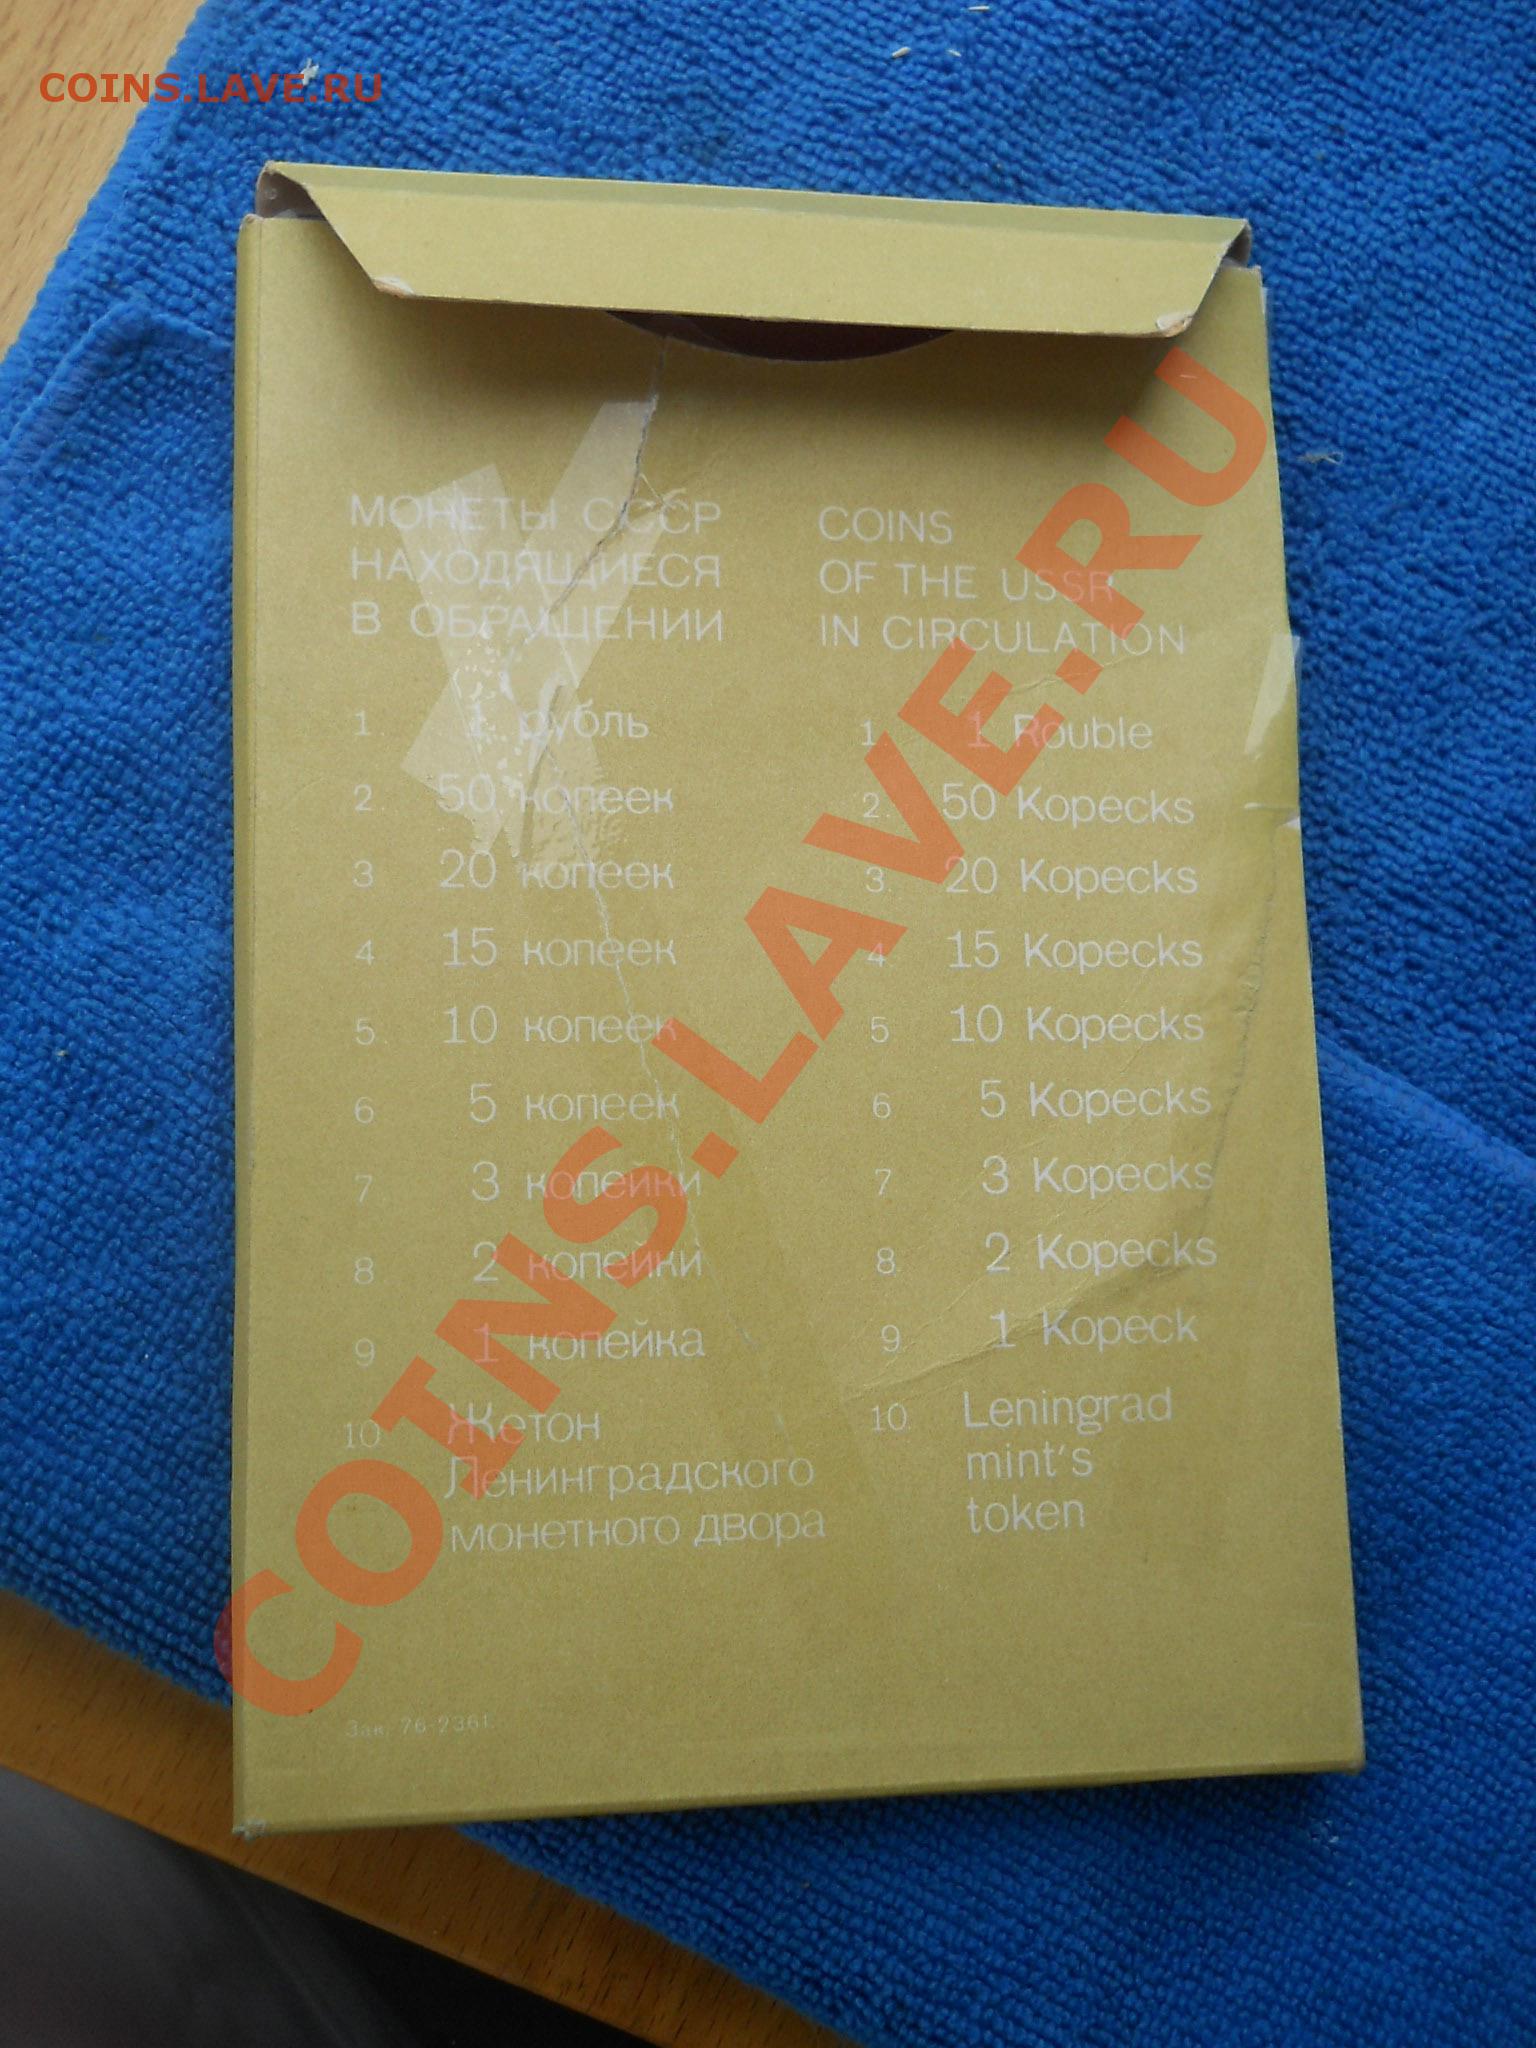 COINS.LAVE.RU
МОНЕТЫ СССР
НАХОДЯЩИЕСЯ
В ОБРАЩЕНИИ
1 1 рубль
2. 50 копеек
3 20 копеек
4 15 копеек
5. 10 копеек
6 5 копеек
7 3 копейки
8 2 копейки
9 1 копейка
10 Жетон
Ленинградского
монетного двора
Зак. 76-2361.
COINS
OF THE USSR
IN CIRCULATION
1. 1 Rouble
2. 50 Kopecks
3. 20 Kopecks
4. 15 Kopecks
5 10 Kopecks
6 5 Kopecks
7 3 Kopecks
8. 2 Kopecks
9. 1 Kopeck
10. Leningrad
mint's
token
COINS.LAVE.RU